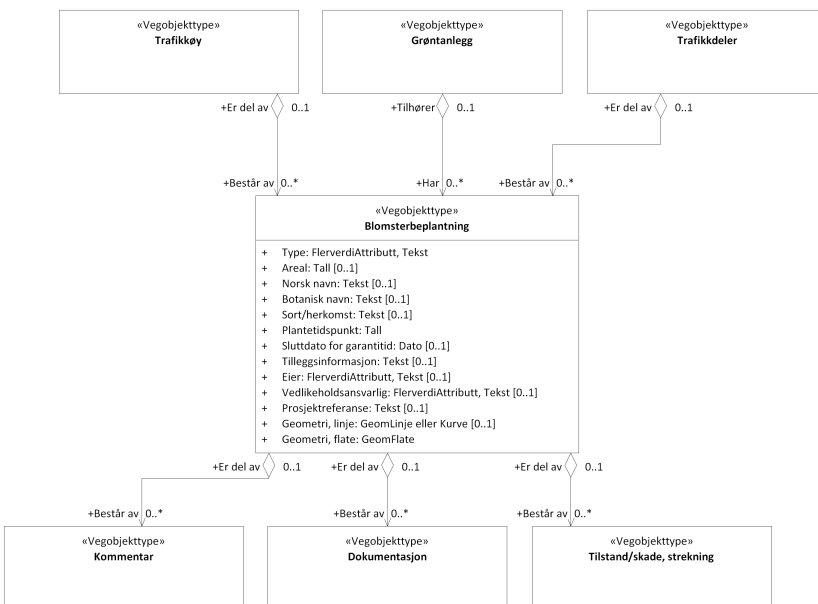 «Vegobjekttype»
Trafikkøy
«Vegobjekttype»
Grøntanlegg
«Vegobjekttype»
Trafikkdeler
+Er del av 0..1
+Tilhører 0..1
+Er del av 0..1
+Består av 0..*
+Har 0..*
+Består av 0..*
«Vegobjekttype»
Blomsterbeplantning
+ Type: FlerverdiAttributt, Tekst
+ Areal: Tall [0..1]
+ Norsk navn: Tekst [0..1]
+ Botanisk navn: Tekst [0..1]
+ Sort/herkomst: Tekst [0..1]
+ Plantetidspunkt: Tall
+ Sluttdato for garantitid: Dato [0..1]
+ Tilleggsinformasjon: Tekst [0..1]
+ Eier: FlerverdiAttributt, Tekst [0..1]
+ Vedlikeholdsansvarlig: FlerverdiAttributt, Tekst [0..1]
+ Prosjektreferanse: Tekst [0..1]
+ Geometri, linje: GeomLinje eller Kurve [0..1]
+ Geometri, flate: GeomFlate
+Er del av 0..1
+Er del av 0..1
+Er del av 0..1
+Består av 0..*
+Består av 0..*
+Består av 0..*
«Vegobjekttype»
Kommentar
«Vegobjekttype»
Dokumentasjon
«Vegobjekttype»
Tilstand/skade, strekning